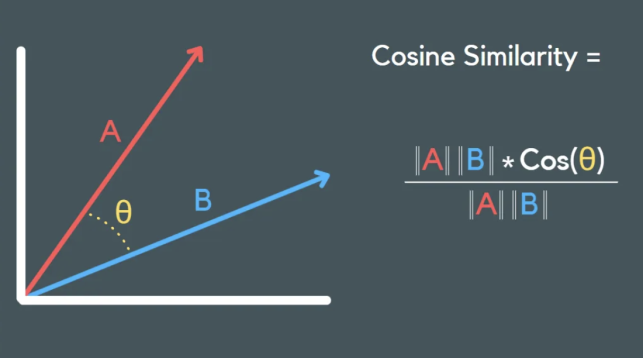 Cosine Similarity =
A
‖A‖ ‖B‖ * Cos(θ)
B
θ
‖A‖ ‖B‖